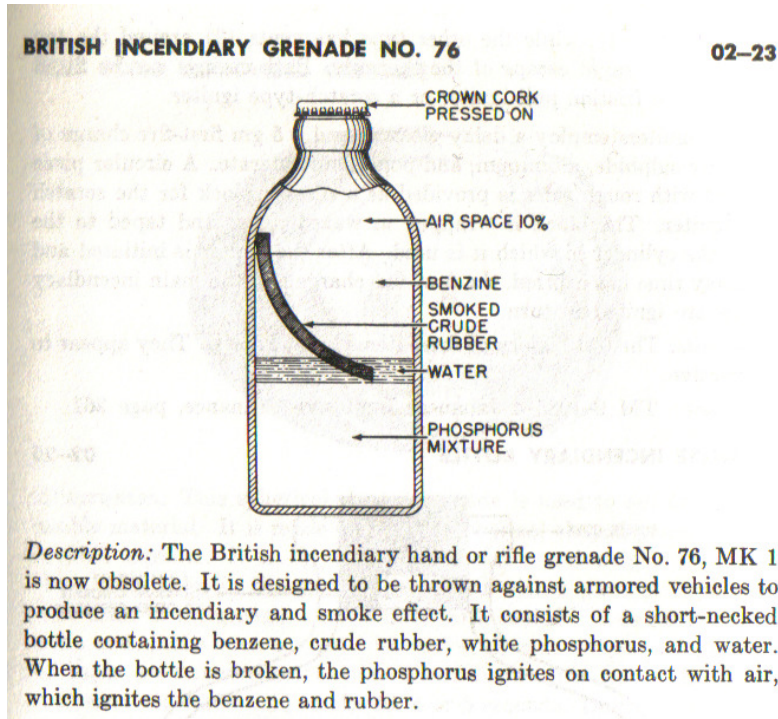 BRITISH INCENDIARY GRENADE NO. 76 02–23
CROWN CORK
PRESSED ON
AIR SPACE 10%
BENZINE
SMOKED
CRUDE
RUBBER
WATER
PHOSPHORUS
MIXTURE
Description: The British incendiary hand or rifle grenade No. 76, MK 1
is now obsolete. It is designed to be thrown against armored vehicles to
produce an incendiary and smoke effect. It consists of a short-necked
bottle containing benzene, crude rubber, white phosphorus, and water.
When the bottle is broken, the phosphorus ignites on contact with air,
which ignites the benzene and rubber.